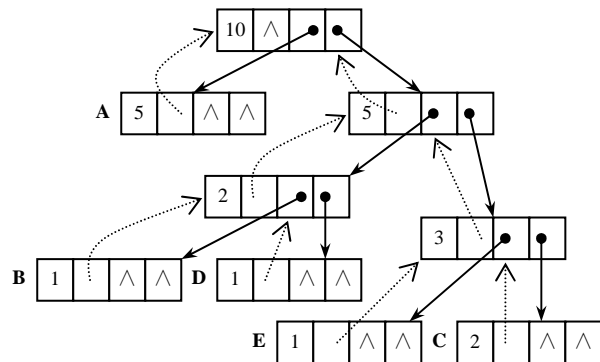 10 ∧
A 5 ∧ ∧ 5
2
3
B 1 ∧ ∧ D 1 ∧ ∧
E 1 ∧ ∧ C 2 ∧ ∧